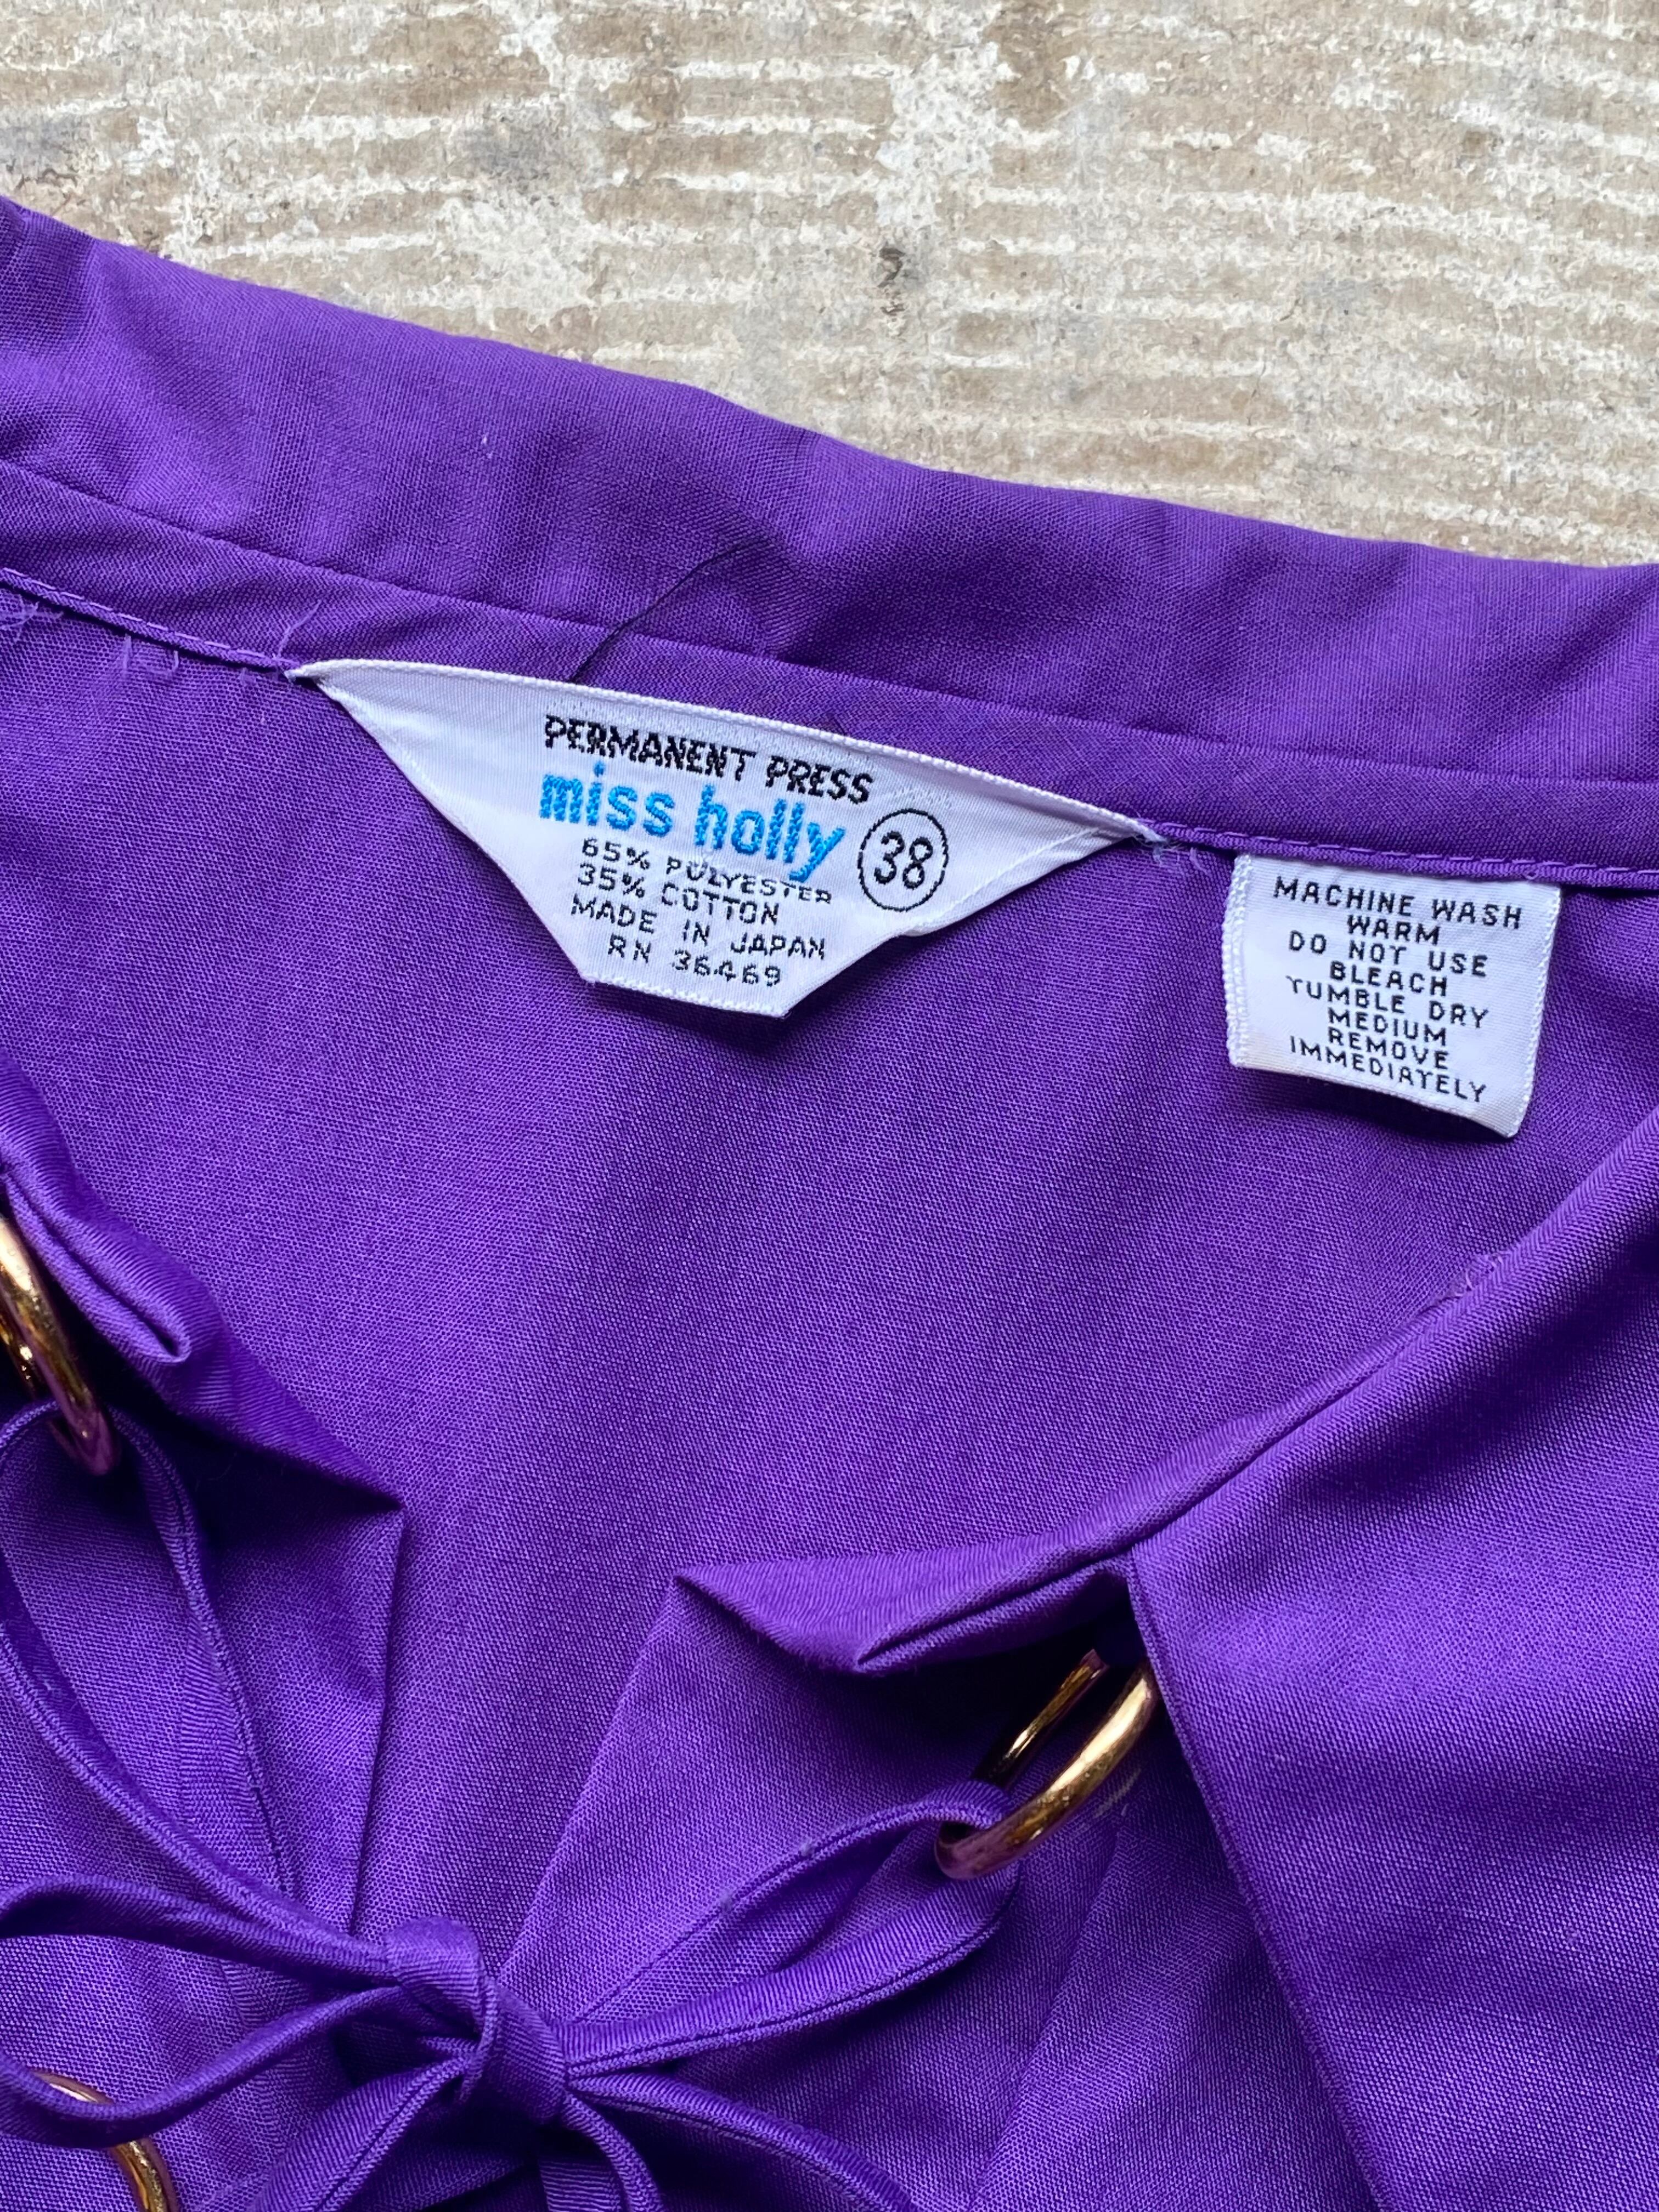 PERMANENT PRESS
miss holly
38
65% POLYESTER
35% COTTON
MADE IN JAPAN
RN 36469
MACHINE WASH
WARM
DO NOT USE
BLEACH
TUMBLE DRY
MEDIUM
REMOVE
IMMEDIATELY